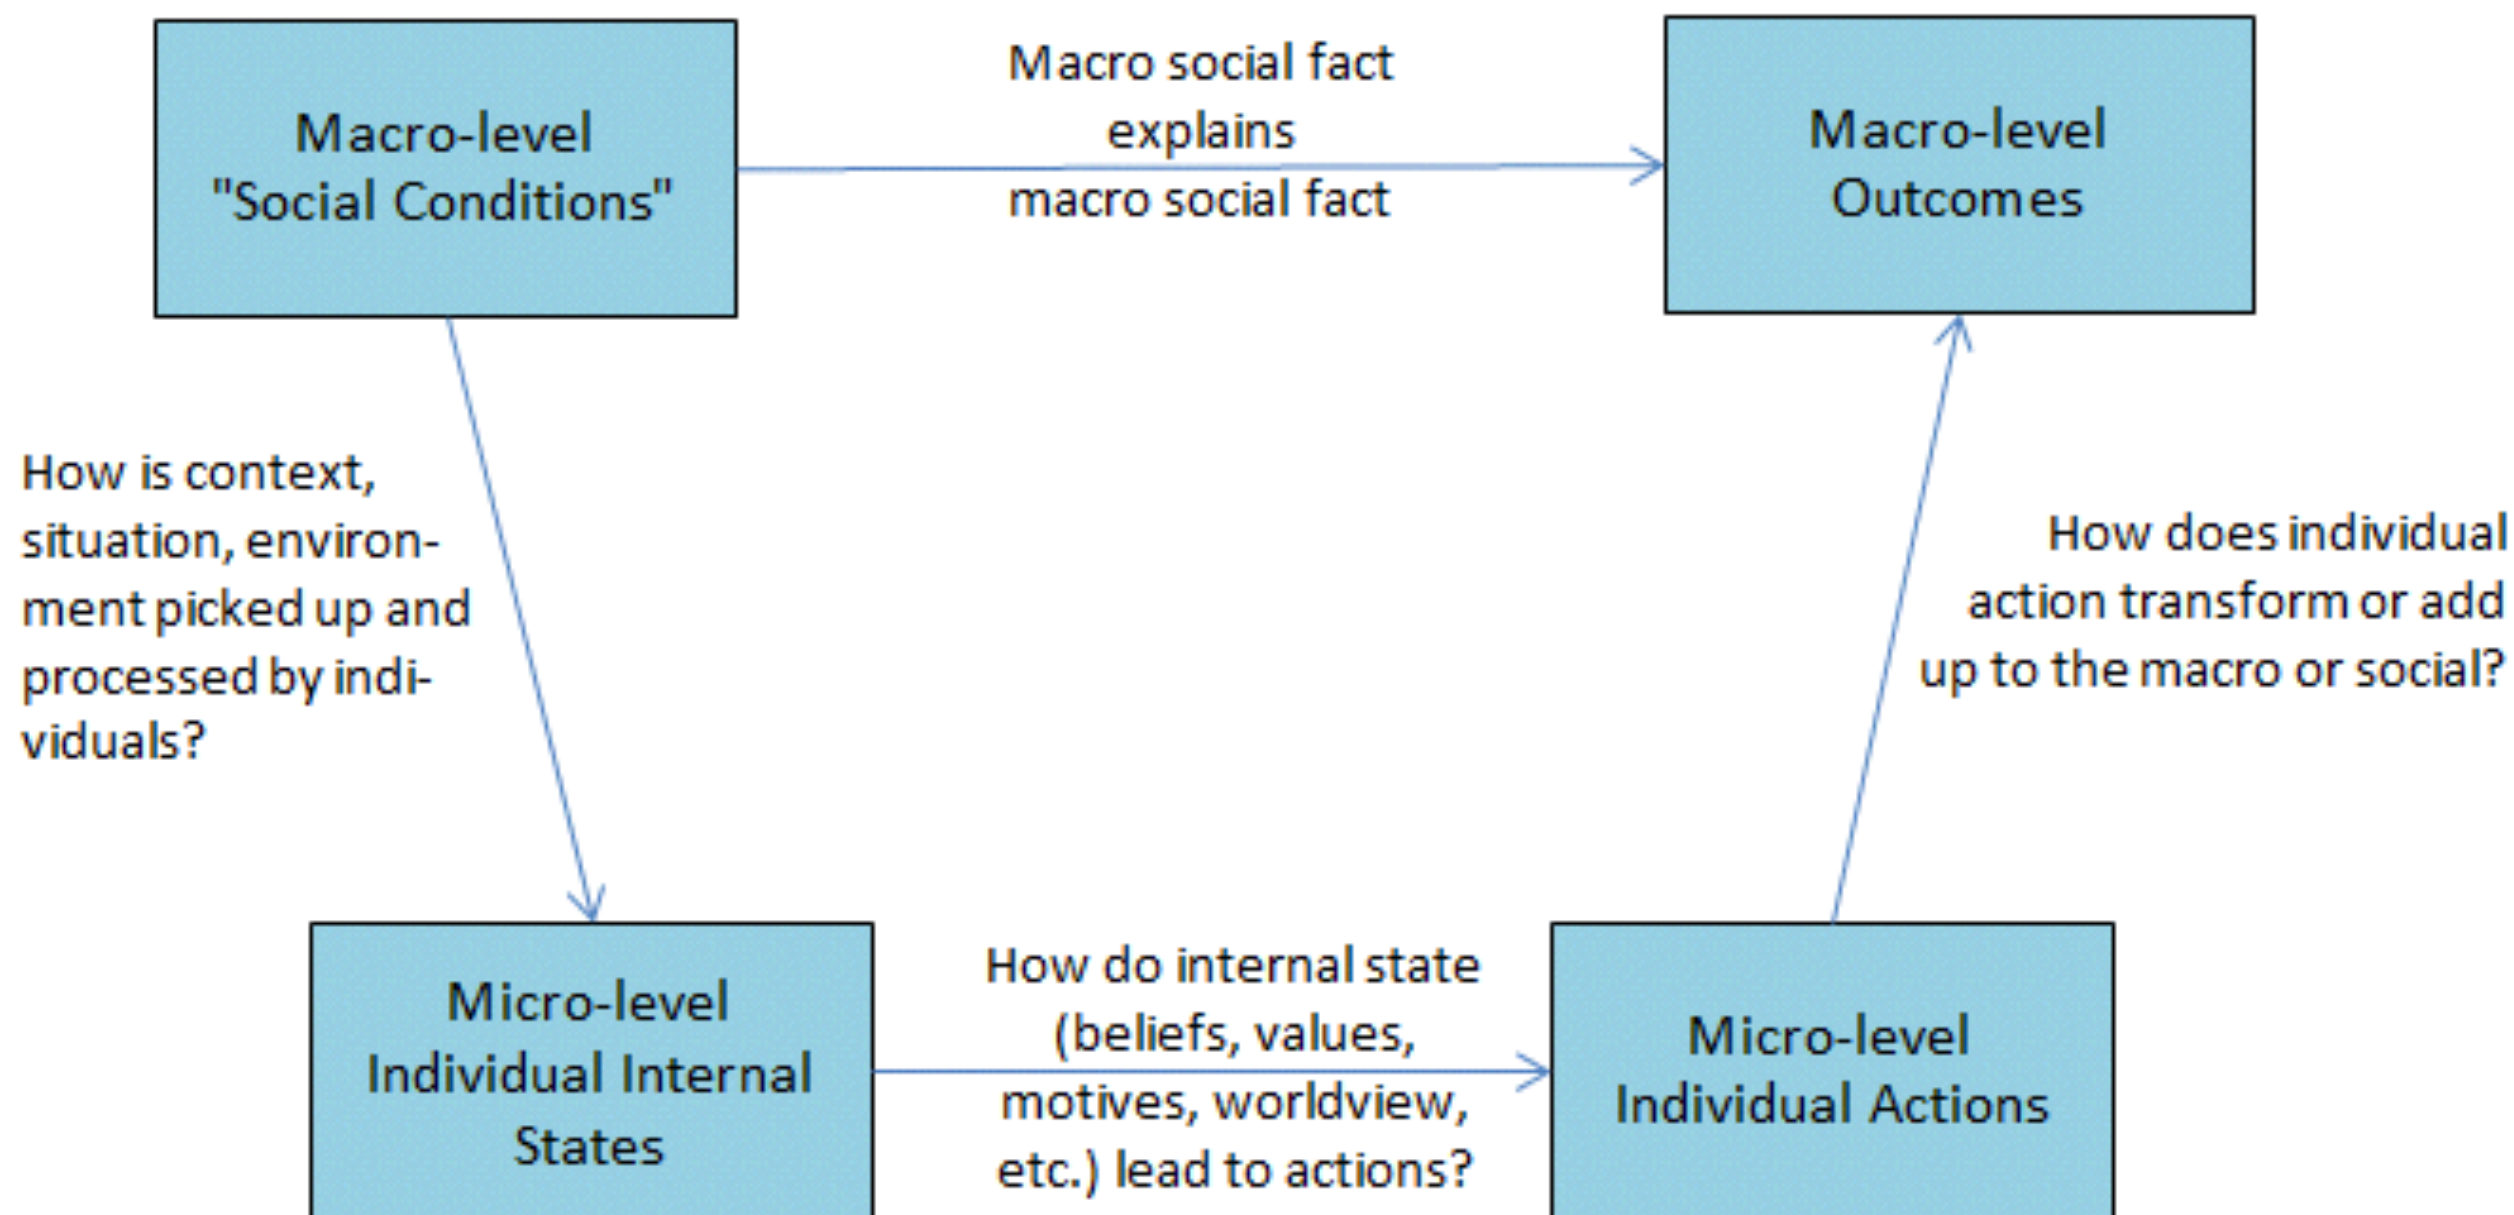 Macro-level
"Social Conditions"
Macro social fact
explains
macro social fact
Macro-level
Outcomes
How is context,
situation, environ-
ment picked up and
processed by indi-
viduals?
How does individual
action transform or add
up to the macro or social?
Micro-level
Individual Internal
States
How do internal state
(beliefs, values,
motives, worldview,
etc.) lead to actions?
Micro-level
Individual Actions